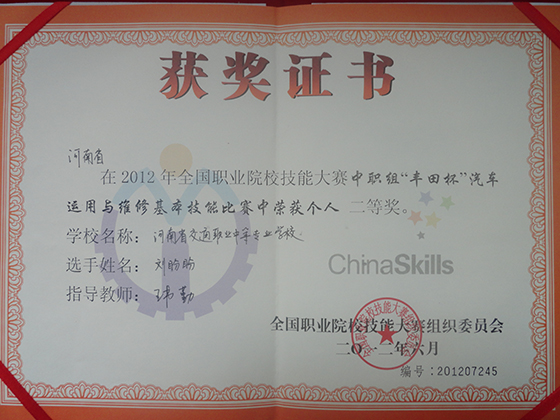 获奖证书
河南省
在2012年全国职业院校技能大赛中职组“丰田杯”汽车
运用与维修基本技能比赛中荣获个人 二等奖。
学校名称：河南省交通职业中等专业学校
选手姓名：刘
指导教师：勤
ChinaSkills
全国职业院校技能大赛组织委员会
二〇一二年六月
编号:201207245